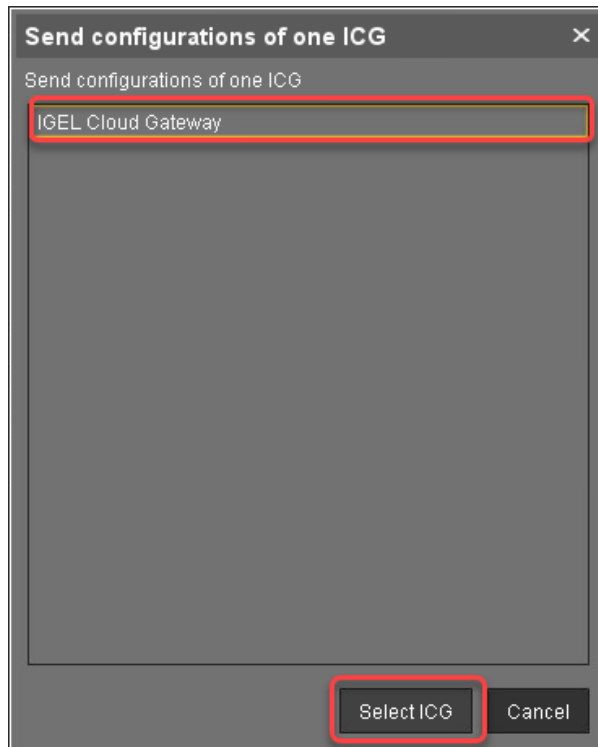 Send configurations of one ICG
Send configurations of one ICG
IGEL Cloud Gateway
Select ICG
Cancel